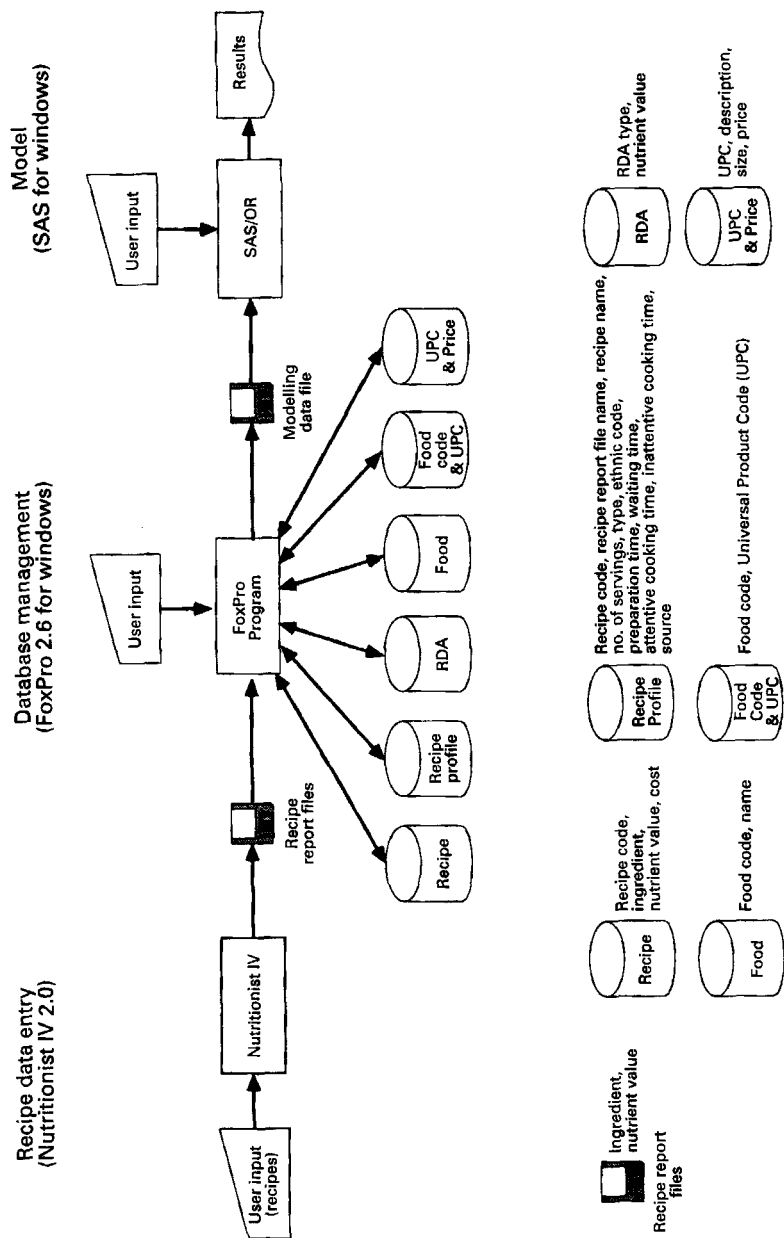 Recipe data entry
(Nutritionist IV 2.0)
Database management
(FoxPro 2.6 for windows)
Model
(SAS for windows)
User input
(recipes)
Nutritionist IV
Recipe
report files
User input
FoxPro
Program
Modelling
data file
User input
SAS/OR
Results
Recipe
Recipe
profile
RDA
Food
Food
code
& UPC
UPC
& Price
Recipe report
files
Ingredient,
nutrient value
Recipe
Recipe code,
ingredient,
nutrient value, cost
Recipe
Profile
Recipe code, recipe report file name, recipe name,
no. of servings, type, ethnic code,
preparation time, waiting time,
attentive cooking time, inattentive cooking time,
source
RDA
RDA type,
nutrient value
Food
Food code, name
Food
Code
& UPC
Food code, Universal Product Code (UPC)
UPC
& Price
UPC, description,
size, price